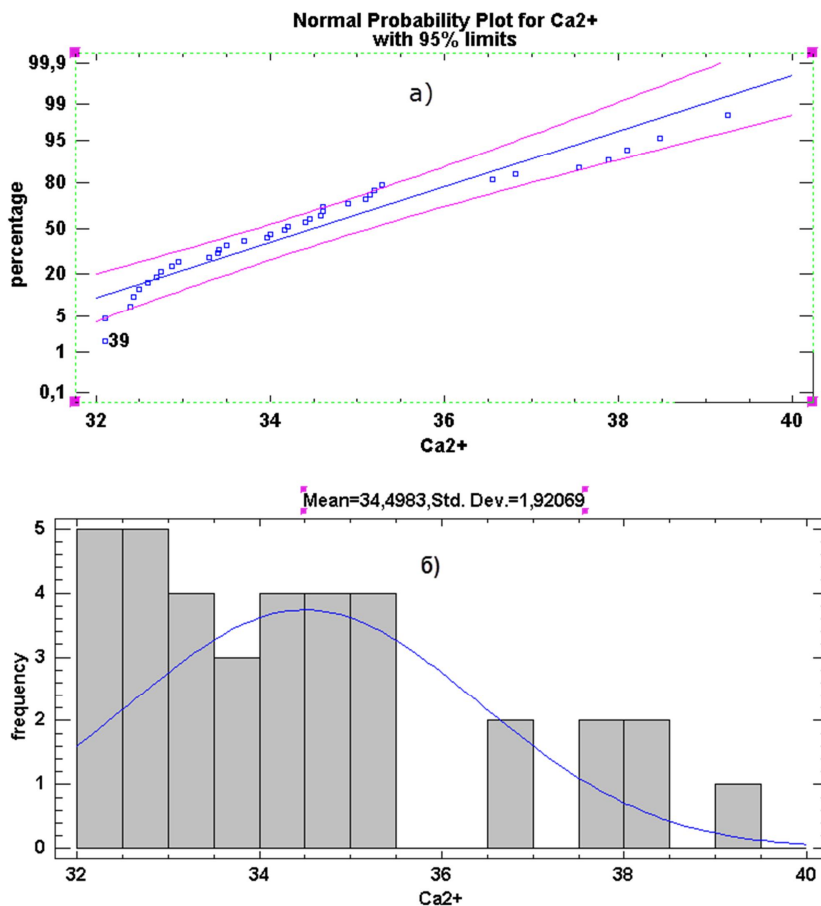 Normal Probability Plot for Ca2+
with 95% limits
а)
percentage
99,9
99
95
80
50
20
5
1
0,1
39
32 34 36 38 40
Ca2+
Mean=34,4983,Std. Dev.=1,92069
б)
frequency
5
4
3
2
1
0
32 34 36 38 40
Ca2+